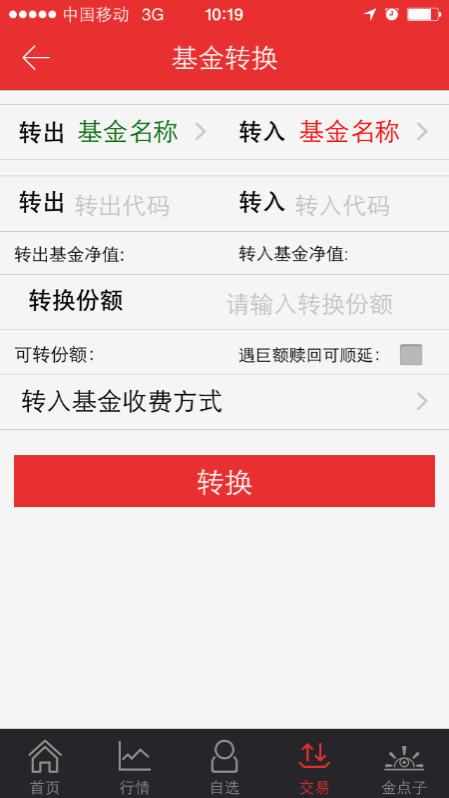 中国移动 3G 10:19
基金转换
转出 基金名称 转入 基金名称
转出 转出代码 转入 转入代码
转出基金净值: 转入基金净值:
转换份额 请输入转换份额
可转份额: 遇巨额赎回可顺延:
转入基金收费方式
转换
首页 行情 自选 交易 金点子